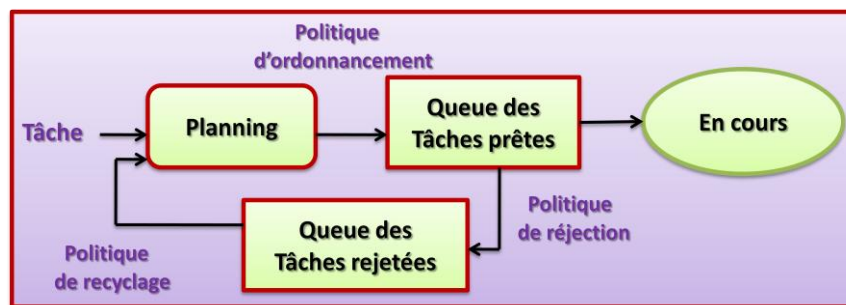 Politique
d'ordonnancement
Tâche
Planning
Queue des
Tâches prêtes
En cours
Queue des
Tâches rejetées
Politique
de réjection
Politique
de recyclage